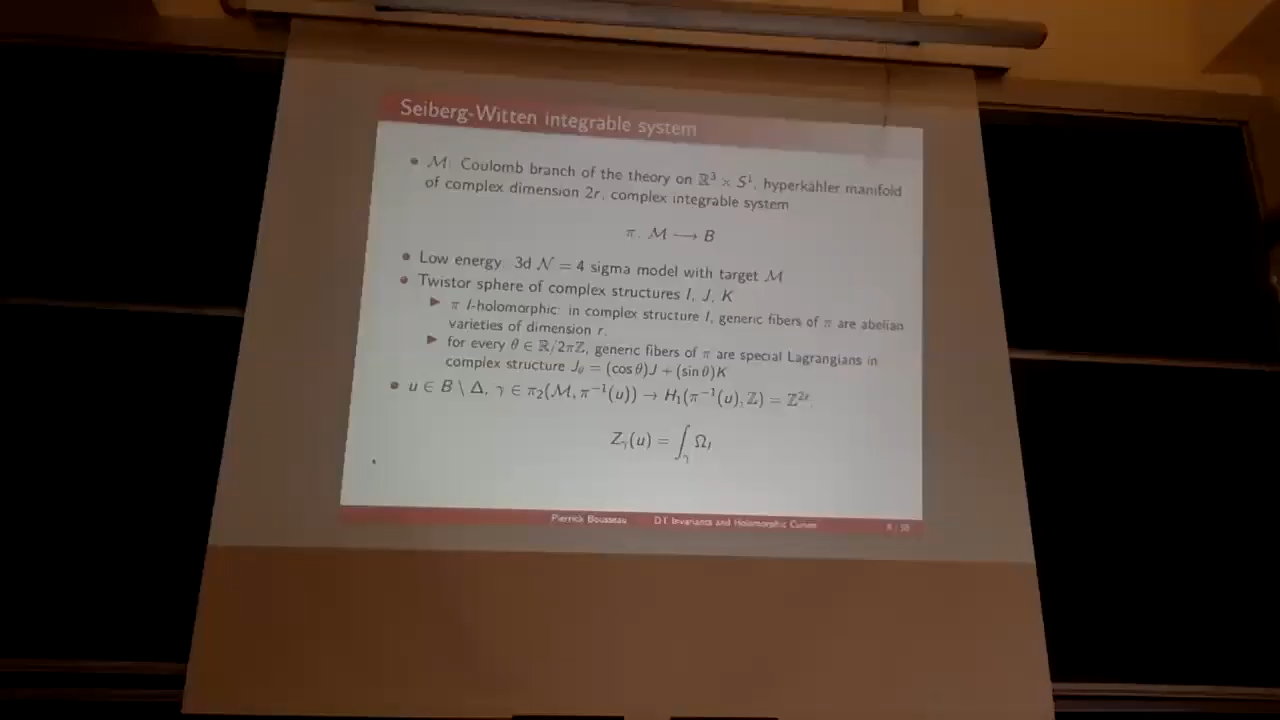 Seiberg-Witten integrable system
• M: Coulomb branch of the theory on ℝ³ × S¹, hyperkähler manifold
of complex dimension 2r, complex integrable system
π: M ⟶ B
• Low energy: 3d N = 4 sigma model with target M
• Twistor sphere of complex structures I, J, K
▶ π I-holomorphic: in complex structure I, generic fibers of π are abelian
varieties of dimension r.
▶ for every θ ∈ ℝ/2πℤ, generic fibers of π are special Lagrangians in
complex structure J_θ = (cos θ)J + (sin θ)K
• u ∈ B \ Δ, γ ∈ π₂(M, π⁻¹(u)) → H₁(π⁻¹(u), ℤ) = ℤ²ʳ
Z_γ(u) = ∫_γ Ω_I
Pierrick Bousseau DT Invariants and Holomorphic Curves